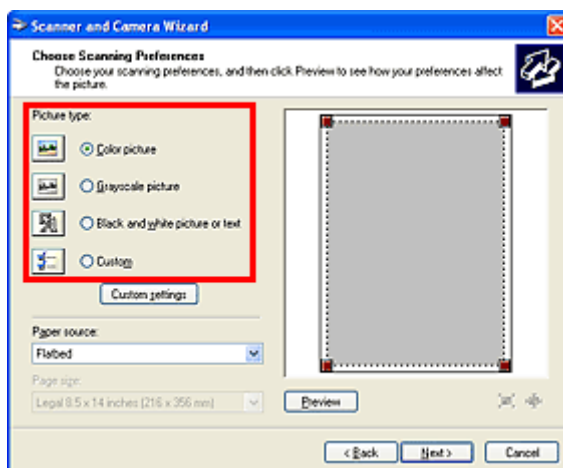 Scanner and Camera Wizard
Choose Scanning Preferences
Choose your scanning preferences, and then click Preview to see how your preferences affect
the picture.
Picture type:
Color picture
Grayscale picture
Black and white picture or text
Custom
Custom settings
Paper source:
Flatbed
Page size:
Legal 8.5 x 14 inches (216 x 356 mm)
Preview
< Back
Next >
Cancel